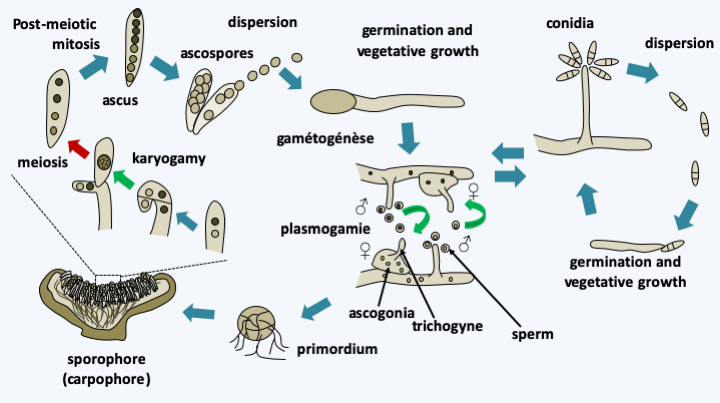 Post-meiotic
mitosis
ascus
ascospores
dispersion
germination and
vegetative growth
conidia
dispersion
meiosis
karyogamy
gamétogénèse
♂
♀
plasmogamie
♀
♂
germination and
vegetative growth
ascogonia
trichogyne
sperm
primordium
sporophore
(carpophore)